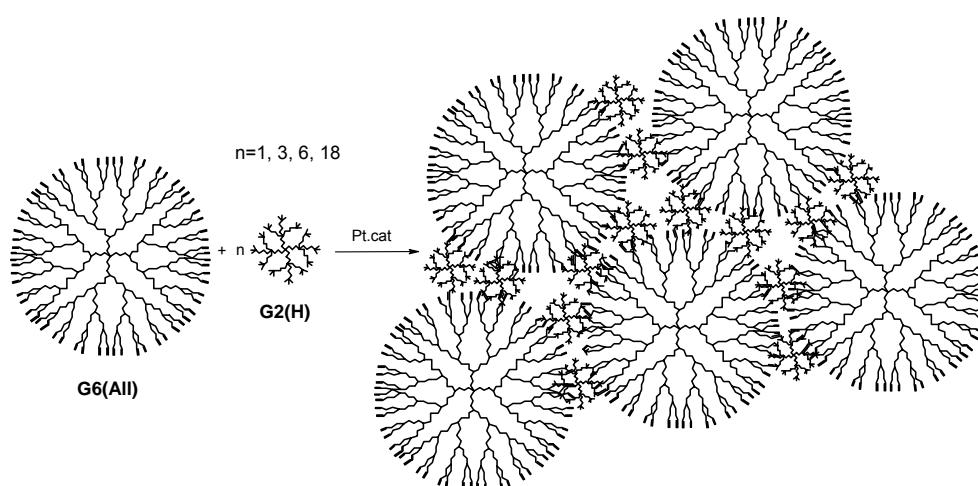 n=1, 3, 6, 18
+ n
Pt.cat
G2(H)
G6(All)